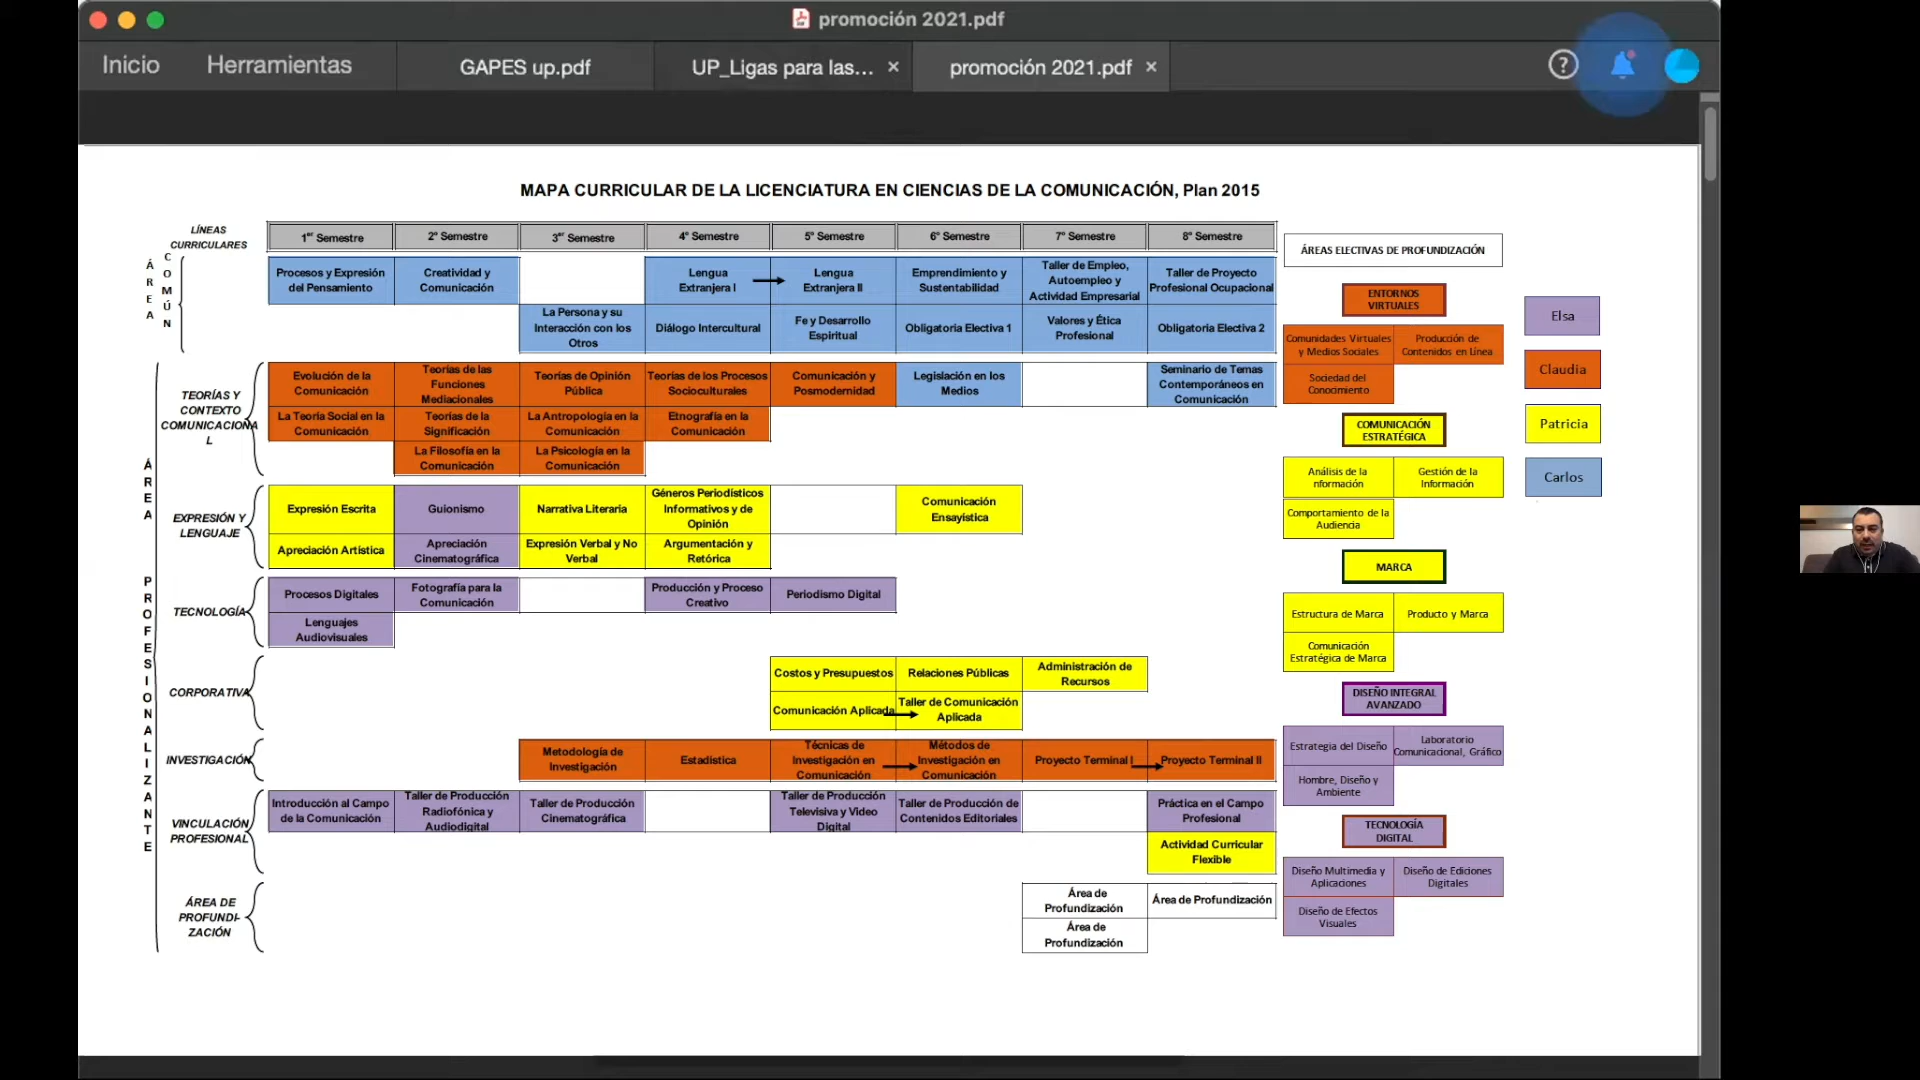 promoción 2021.pdf
Inicio
Herramientas
GAPES up.pdf
UP_Ligas para las... ×
promoción 2021.pdf ×
?
MAPA CURRICULAR DE LA LICENCIATURA EN CIENCIAS DE LA COMUNICACIÓN, Plan 2015
LÍNEAS
CURRICULARES
1er Semestre
2° Semestre
3er Semestre
4° Semestre
5° Semestre
6° Semestre
7° Semestre
8° Semestre
ÁREA
COMÚN
Procesos y Expresión
del Pensamiento
Creatividad y
Comunicación
Lengua
Extranjera I
Lengua
Extranjera II
Emprendimiento y
Sustentabilidad
Taller de Empleo,
Autoempleo y
Actividad Empresarial
Taller de Proyecto
Profesional Ocupacional
La Persona y su
Interacción con los
Otros
Diálogo Intercultural
Fe y Desarrollo
Espiritual
Obligatoria Electiva 1
Valores y Ética
Profesional
Obligatoria Electiva 2
ÁREA
PROFESIONALIZANTE
TEORÍAS Y
CONTEXTO
COMUNICACIONA
L
Evolución de la
Comunicación
Teorías de las
Funciones
Mediacionales
Teorías de Opinión
Pública
Teorías de los Procesos
Socioculturales
Comunicación y
Posmodernidad
Legislación en los
Medios
Seminario de Temas
Contemporáneos en
Comunicación
La Teoría Social en la
Comunicación
Teorías de la
Significación
La Antropología en la
Comunicación
Etnografía en la
Comunicación
La Filosofía en la
Comunicación
La Psicología en la
Comunicación
EXPRESIÓN Y
LENGUAJE
Expresión Escrita
Guionismo
Narrativa Literaria
Géneros Periodísticos
Informativos y de
Opinión
Comunicación
Ensayística
Apreciación Artística
Apreciación
Cinematográfica
Expresión Verbal y No
Verbal
Argumentación y
Retórica
TECNOLOGÍA
Procesos Digitales
Fotografía para la
Comunicación
Producción y Proceso
Creativo
Periodismo Digital
Lenguajes
Audiovisuales
CORPORATIVA
Costos y Presupuestos
Relaciones Públicas
Administración de
Recursos
Comunicación Aplicada
Taller de Comunicación
Aplicada
INVESTIGACIÓN
Metodología de
Investigación
Estadística
Técnicas de
Investigación en
Comunicación
Métodos de
Investigación en
Comunicación
Proyecto Terminal I
Proyecto Terminal II
VINCULACIÓN
PROFESIONAL
Introducción al Campo
de la Comunicación
Taller de Producción
Radiofónica y
Audiodigital
Taller de Producción
Cinematográfica
Taller de Producción
Televisiva y Video
Digital
Taller de Producción de
Contenidos Editoriales
Práctica en el Campo
Profesional
Actividad Curricular
Flexible
ÁREA DE
PROFUNDI-
ZACIÓN
Área de
Profundización
Área de Profundización
Área de
Profundización
ÁREAS ELECTIVAS DE PROFUNDIZACIÓN
ENTORNOS
VIRTUALES
Comunidades Virtuales
y Medios Sociales
Producción de
Contenidos en Línea
Sociedad del
Conocimiento
COMUNICACIÓN
ESTRATÉGICA
Análisis de la
nformación
Gestión de la
Información
Comportamiento de la
Audiencia
MARCA
Estructura de Marca
Producto y Marca
Comunicación
Estratégica de Marca
DISEÑO INTEGRAL
AVANZADO
Estrategia del Diseño
Laboratorio
Comunicacional, Gráfico
Hombre, Diseño y
Ambiente
TECNOLOGÍA
DIGITAL
Diseño Multimedia y
Aplicaciones
Diseño de Ediciones
Digitales
Diseño de Efectos
Visuales
Elsa
Claudia
Patricia
Carlos